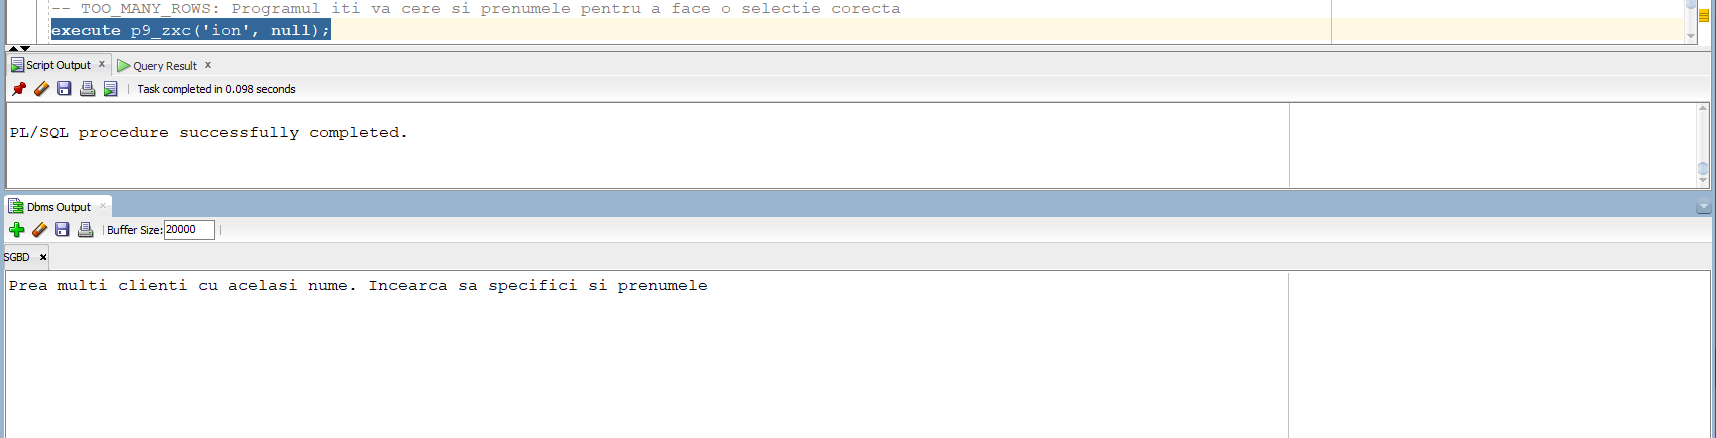 -- TOO_MANY_ROWS: Programul iti va cere si prenumele pentru a face o selectie corecta
execute p9_zxc('ion', null);
Script Output x Query Result x
Task completed in 0.098 seconds
PL/SQL procedure successfully completed.
Dbms Output x
Buffer Size: 20000
SGBD x
Prea multi clienti cu acelasi nume. Incearca sa specifici si prenumele